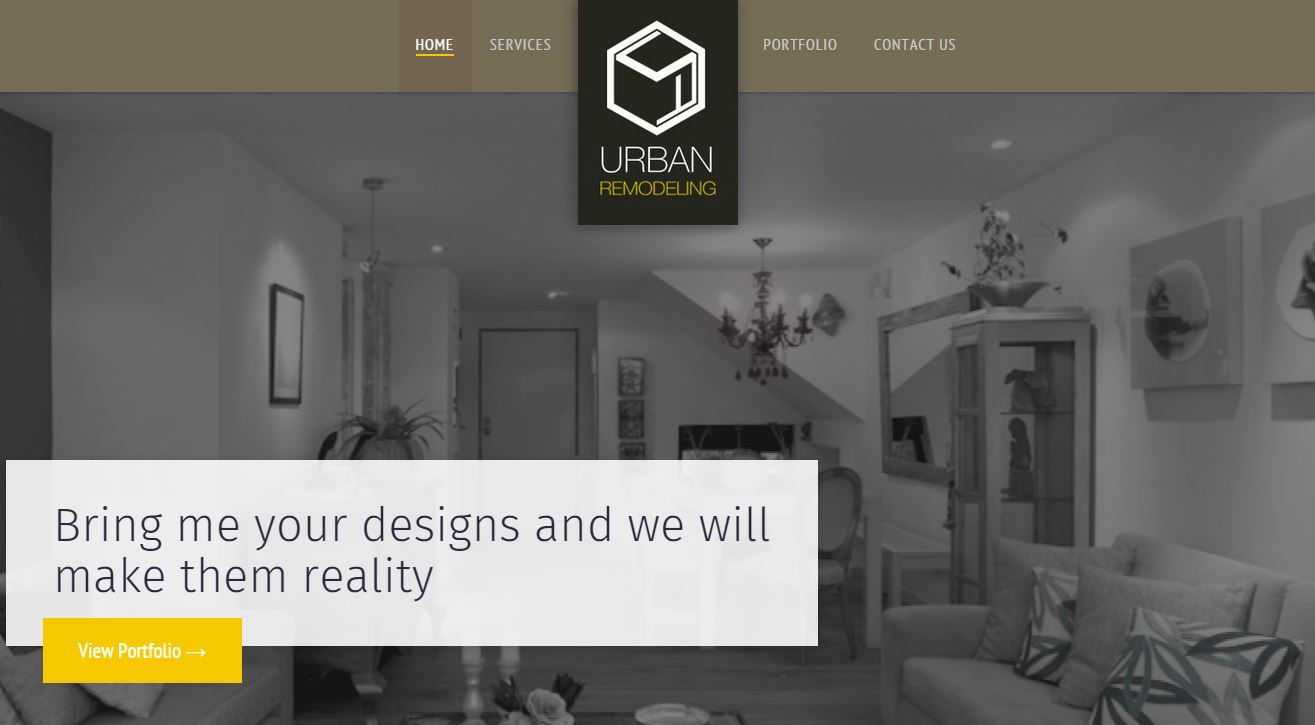 HOME
SERVICES
URBAN
REMODELING
PORTFOLIO
CONTACT US
Bring me your designs and we will
make them reality
View Portfolio →